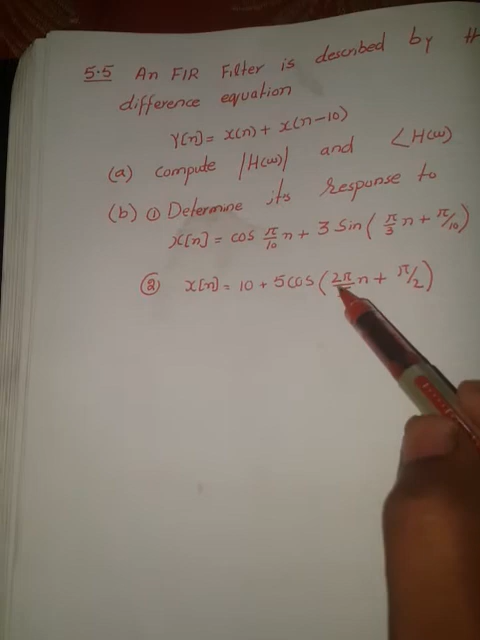 5.5 An FIR Filter is described by
difference equation
Y[n] = x(n) + x(n-10)
(a) Compute |H(ω)| and ∠H(ω)
(b) ① Determine its response to
x[n] = cos π/10 n + 3 sin (π/3 n + π/10)
② x[n] = 10 + 5 cos (2π n + π/2)